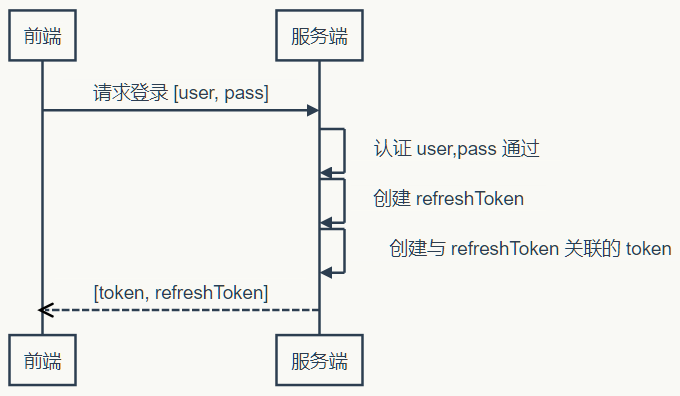 前端
服务端
请求登录 [user, pass]
认证 user,pass 通过
创建 refreshToken
创建与 refreshToken 关联的 token
[token, refreshToken]
前端
服务端